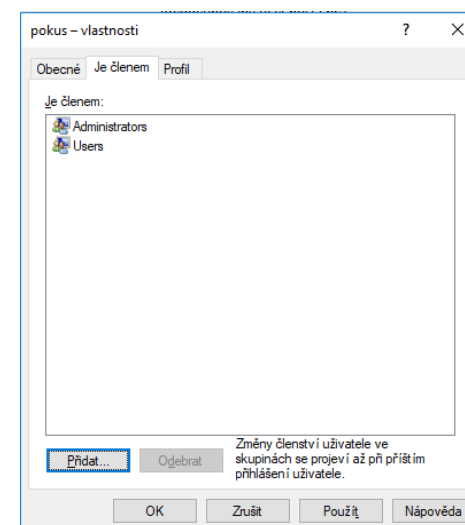 pokus – vlastnosti
?
Obecné Je členem Profil
Je členem:
Administrators
Users
Přidat... Odebrat
Změny členství uživatele ve
skupinách se projeví až při příštím
přihlášení uživatele.
OK Zrušit Použít Nápověda